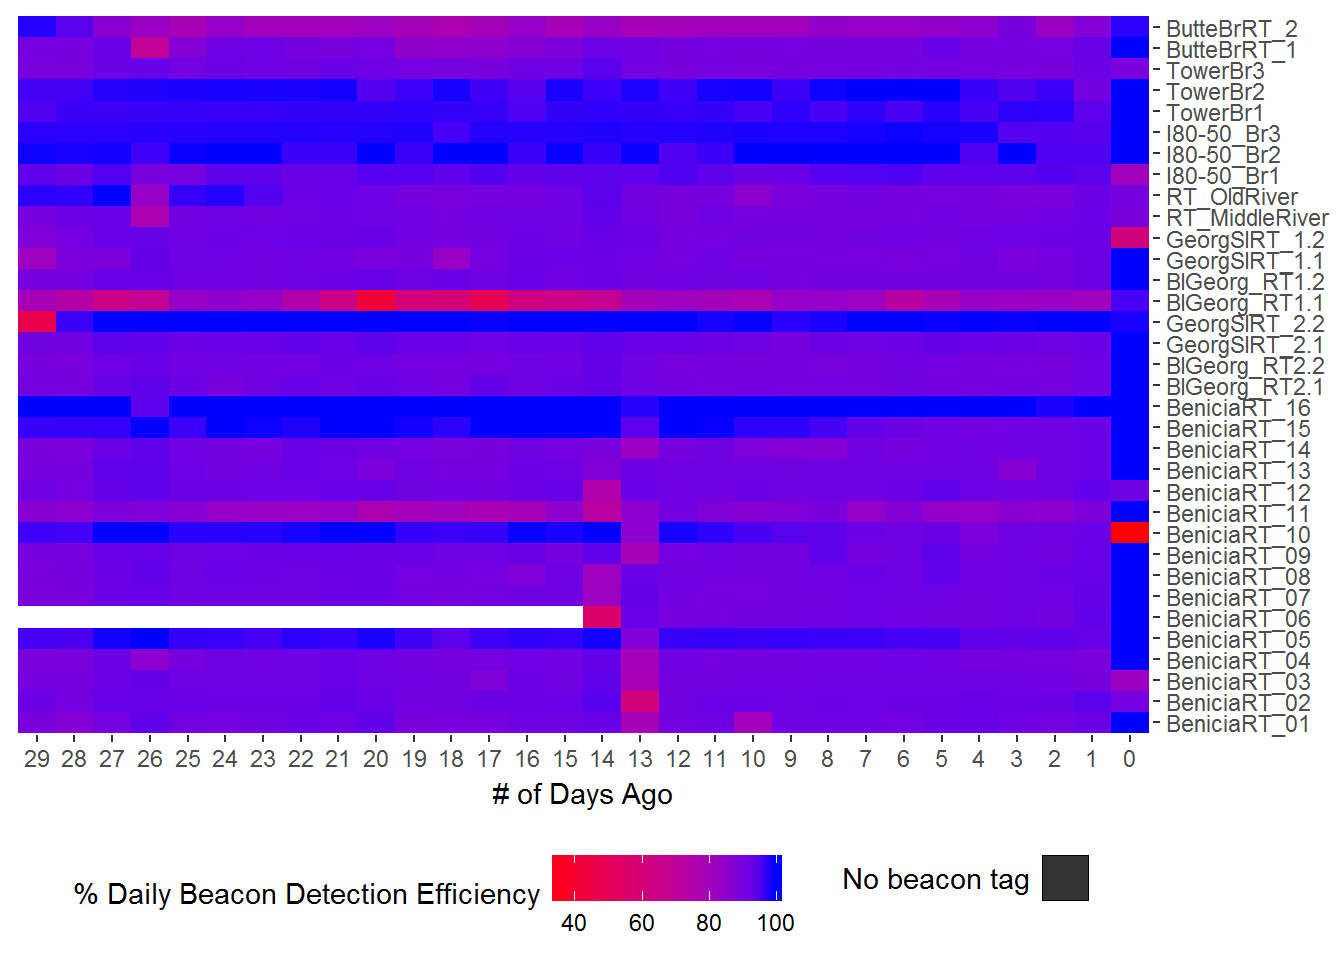 ButteBrRT_2
ButteBrRT_1
TowerBr3
TowerBr2
TowerBr1
I80-50_Br3
I80-50_Br2
I80-50_Br1
RT_OldRiver
RT_MiddleRiver
GeorgSlRT_1.2
GeorgSlRT_1.1
BlGeorg_RT1.2
BlGeorg_RT1.1
GeorgSlRT_2.2
GeorgSlRT_2.1
BlGeorg_RT2.2
BlGeorg_RT2.1
BeniciaRT_16
BeniciaRT_15
BeniciaRT_14
BeniciaRT_13
BeniciaRT_12
BeniciaRT_11
BeniciaRT_10
BeniciaRT_09
BeniciaRT_08
BeniciaRT_07
BeniciaRT_06
BeniciaRT_05
BeniciaRT_04
BeniciaRT_03
BeniciaRT_02
BeniciaRT_01
29 28 27 26 25 24 23 22 21 20 19 18 17 16 15 14 13 12 11 10 9 8 7 6 5 4 3 2 1 0
# of Days Ago
% Daily Beacon Detection Efficiency
40 60 80 100
No beacon tag